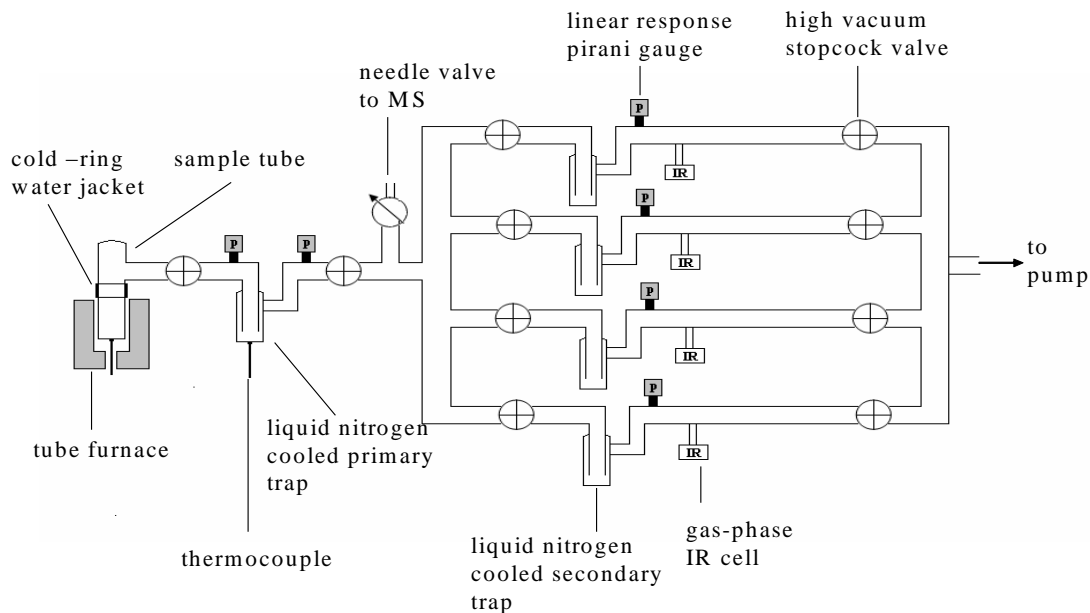 linear response
pirani gauge
high vacuum
stopcock valve
needle valve
to MS
P
cold –ring
water jacket
sample tube
IR
P
P
P
IR
to
pump
P
IR
P
IR
tube furnace
liquid nitrogen
cooled primary
trap
thermocouple
liquid nitrogen
cooled secondary
trap
gas-phase
IR cell